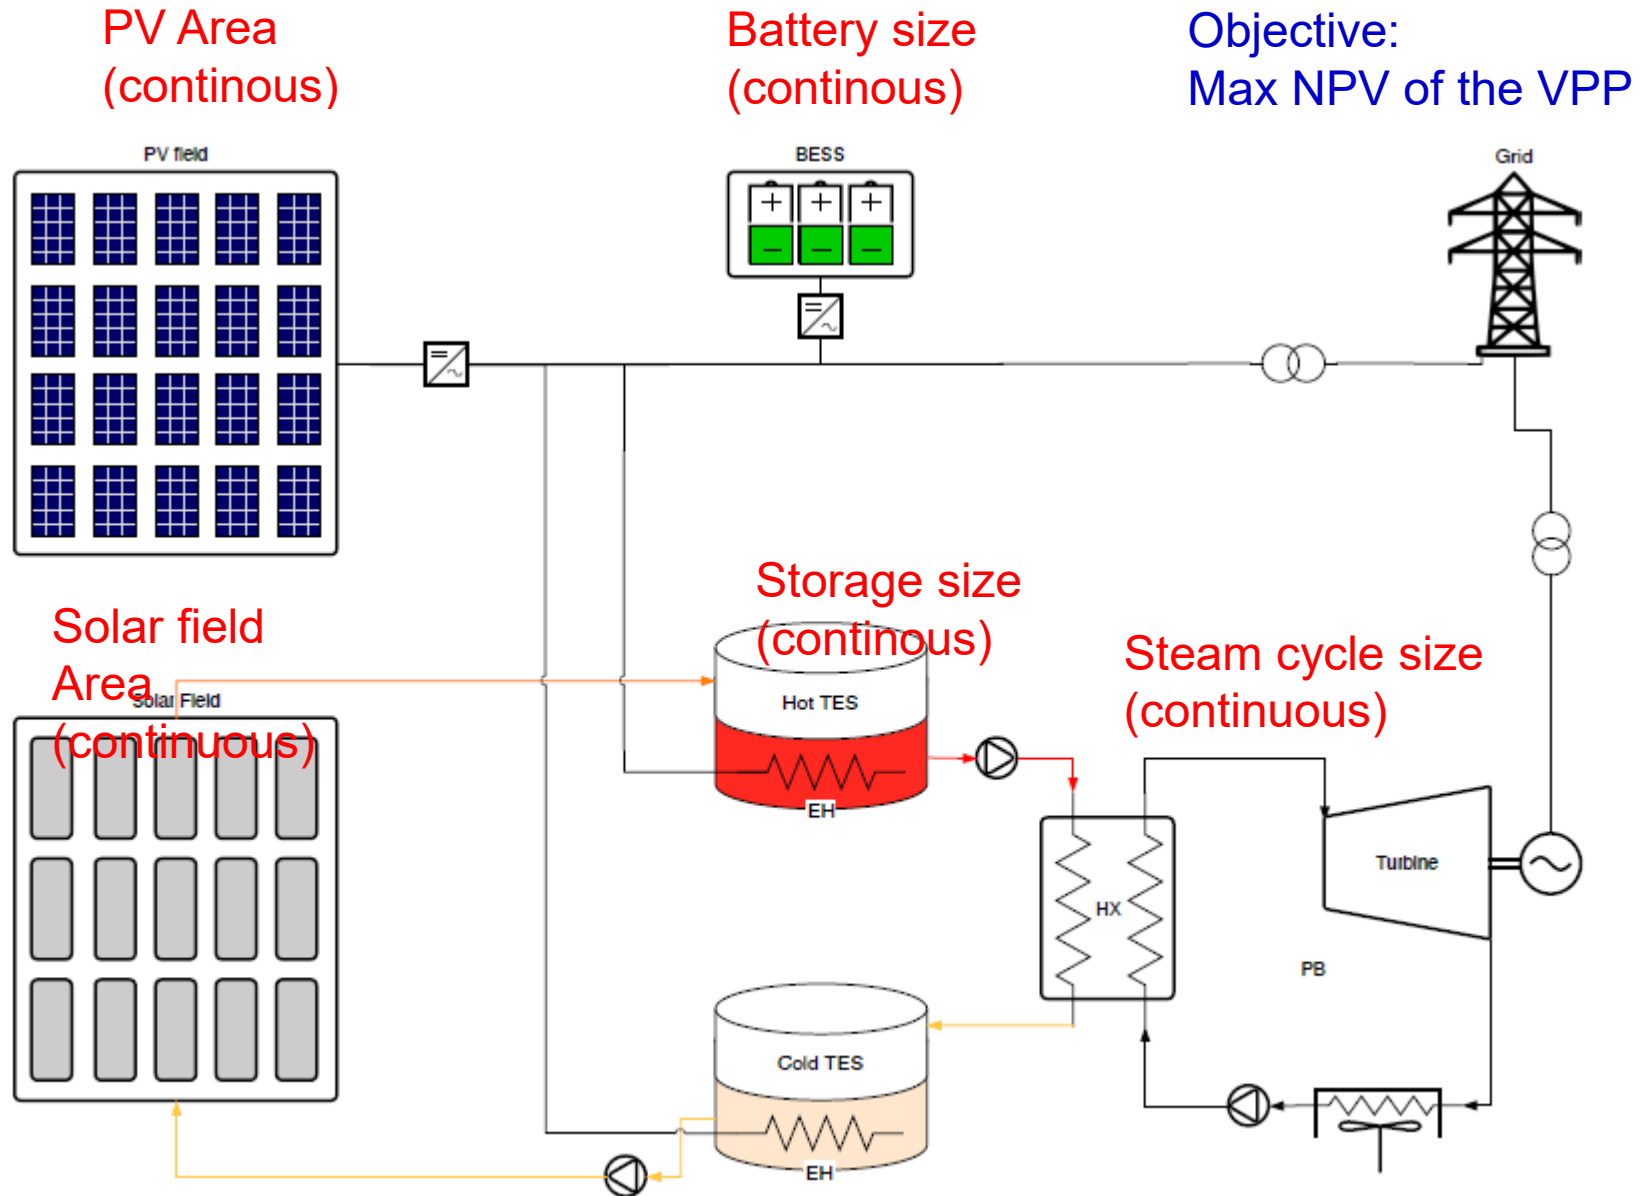 PV Area
(continous)
Battery size
(continous)
Objective:
Max NPV of the VPP
PV field
BESS
+ + +
− − −
Grid
Solar field
Area
(continuous)
Solar Field
Storage size
(continous)
Hot TES
EH
Steam cycle size
(continuous)
HX
Turbine
PB
Cold TES
EH